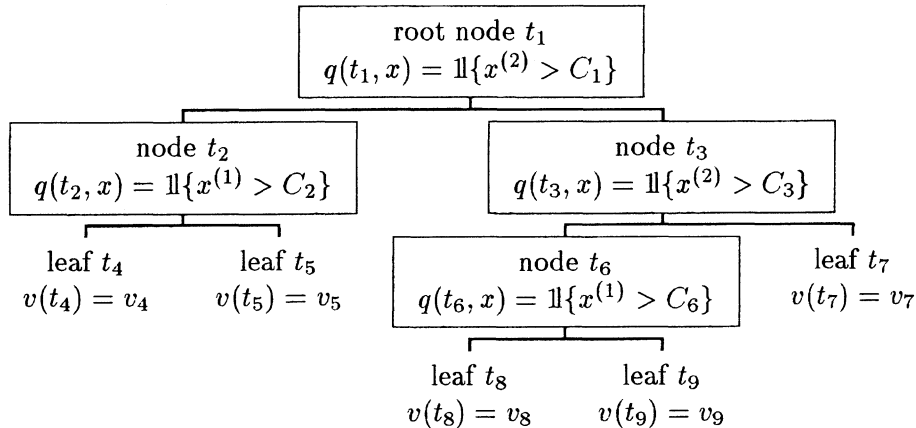 root node t₁
q(t₁, x) = 𝟙{x⁽²⁾ > C₁}
node t₂
q(t₂, x) = 𝟙{x⁽¹⁾ > C₂}
node t₃
q(t₃, x) = 𝟙{x⁽²⁾ > C₃}
leaf t₄
v(t₄) = v₄
leaf t₅
v(t₅) = v₅
node t₆
q(t₆, x) = 𝟙{x⁽¹⁾ > C₆}
leaf t₇
v(t₇) = v₇
leaf t₈
v(t₈) = v₈
leaf t₉
v(t₉) = v₉